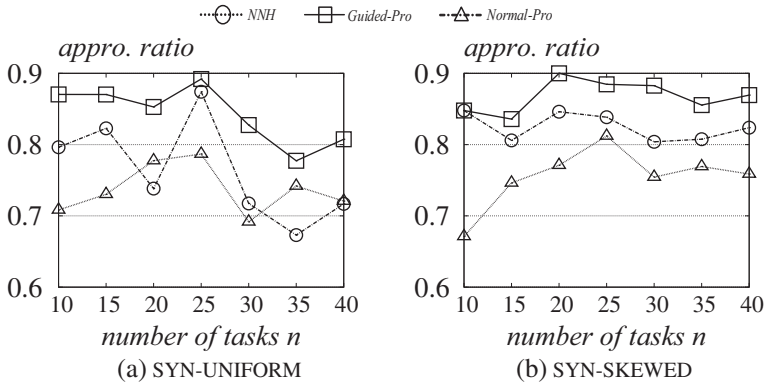 NNH Guided-Pro Normal-Pro
appro. ratio
0.9
0.8
0.7
0.6
10 15 20 25 30 35 40
number of tasks n
(a) SYN-UNIFORM
appro. ratio
0.9
0.8
0.7
0.6
10 15 20 25 30 35 40
number of tasks n
(b) SYN-SKEWED